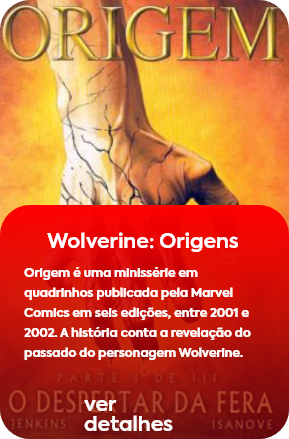 ORIGEM
Wolverine: Origens
Origem é uma minissérie em
quadrinhos publicada pela Marvel
Comics em seis edições, entre 2001 e
2002. A história conta a revelação do
passado do personagem Wolverine.
PARTE I DE III
O DESPERTAR DA FERA
ver
detalhes
JENKINS ISANOVE